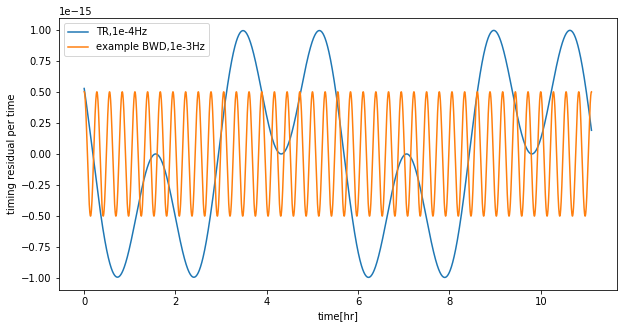 1e−15
TR,1e-4Hz
example BWD,1e-3Hz
timing residual per time
1.00
0.75
0.50
0.25
0.00
−0.25
−0.50
−0.75
−1.00
0 2 4 6 8 10
time[hr]